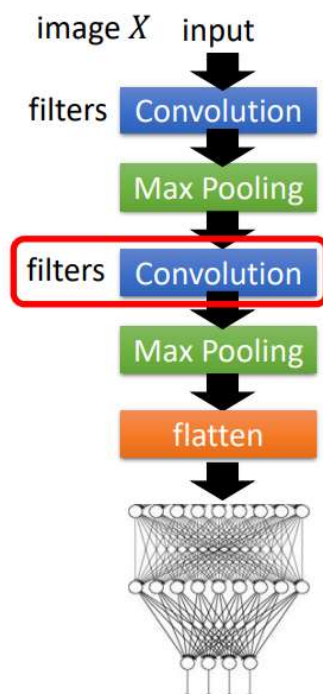 image X input
filters Convolution
Max Pooling
filters Convolution
Max Pooling
flatten